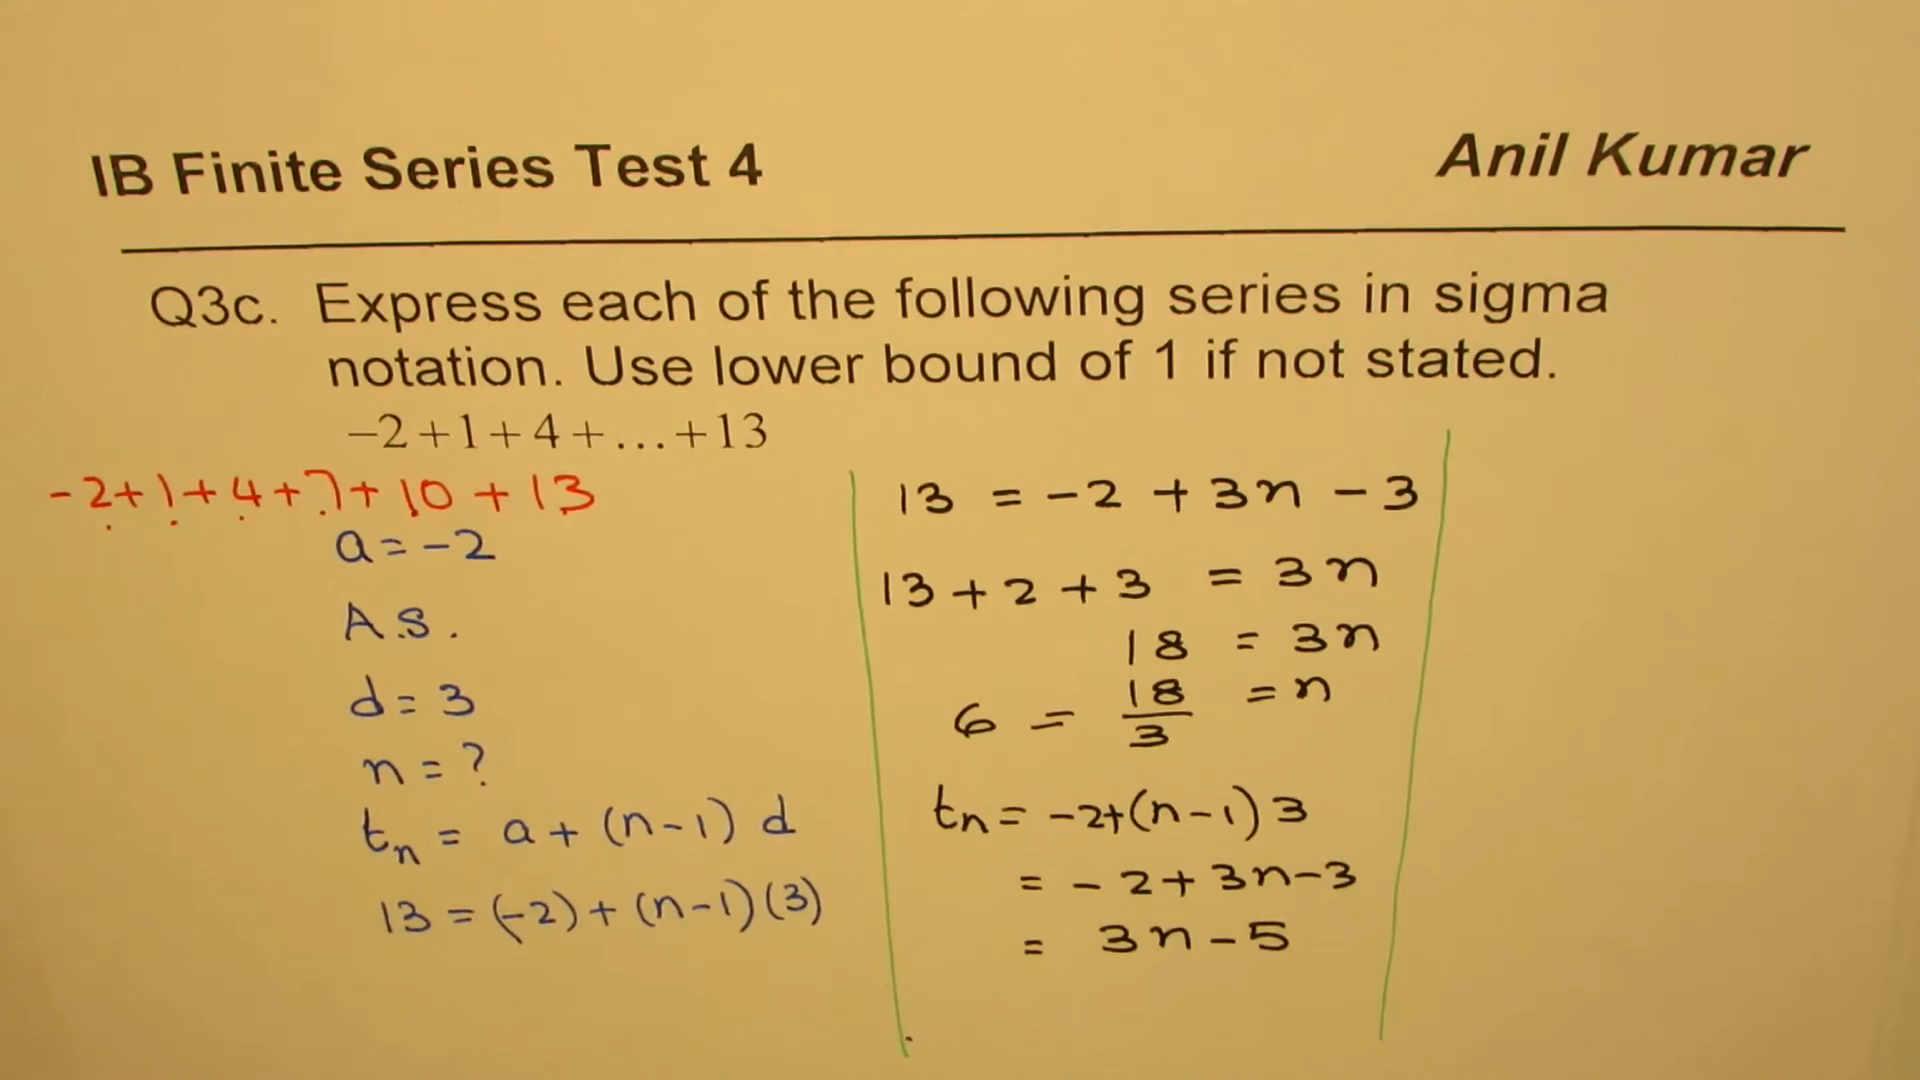 IB Finite Series Test 4
Anil Kumar
Q3c. Express each of the following series in sigma
notation. Use lower bound of 1 if not stated.
−2+1+4+…+13
-2+1+4+7+10+13
a = -2
A.S.
d = 3
n = ?
tₙ = a + (n-1) d
13 = (-2) + (n-1)(3)
13 = -2 + 3n - 3
13 + 2 + 3 = 3n
18 = 3n
6 = 18/3 = n
tₙ = -2+(n-1) 3
= -2+3n-3
= 3n-5